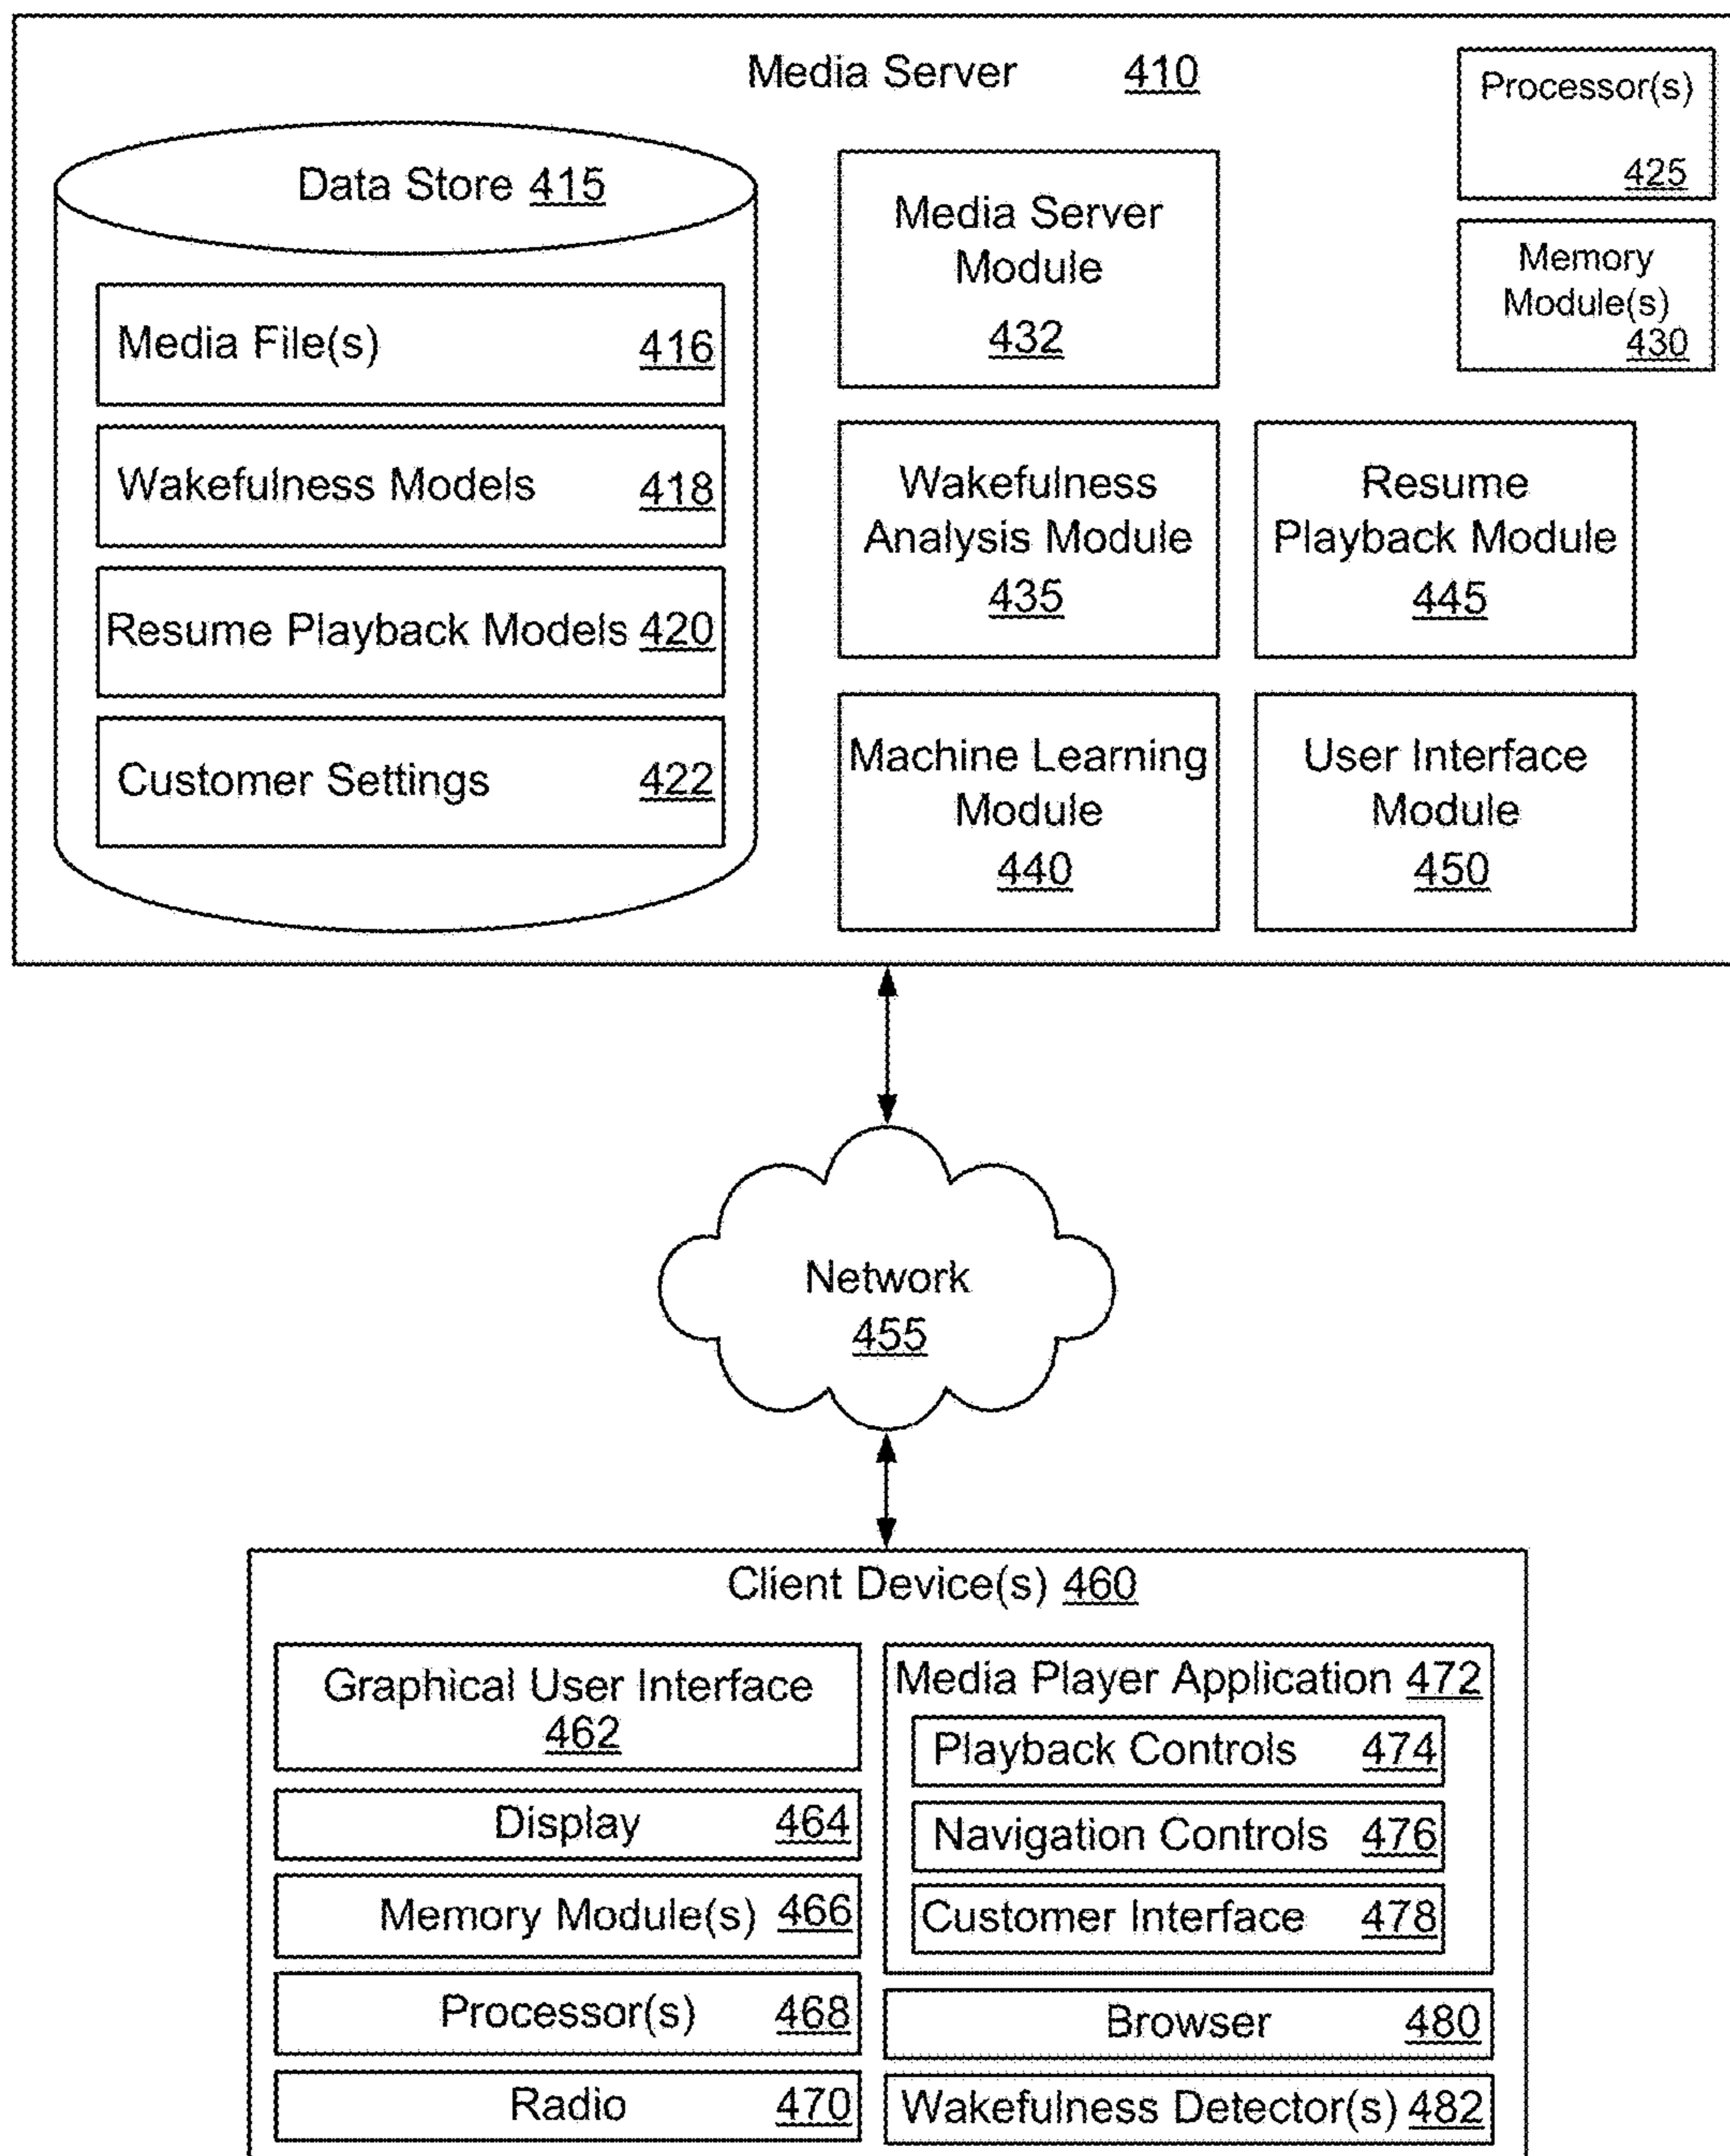 Media Server 410
Processor(s)
425
Memory
Module(s)
430
Data Store 415
Media File(s) 416
Wakefulness Models 418
Resume Playback Models 420
Customer Settings 422
Media Server
Module
432
Wakefulness
Analysis Module
435
Resume
Playback Module
445
Machine Learning
Module
440
User Interface
Module
450
Network
455
Client Device(s) 460
Graphical User Interface
462
Display 464
Memory Module(s) 466
Processor(s) 468
Radio 470
Media Player Application 472
Playback Controls 474
Navigation Controls 476
Customer Interface 478
Browser 480
Wakefulness Detector(s) 482